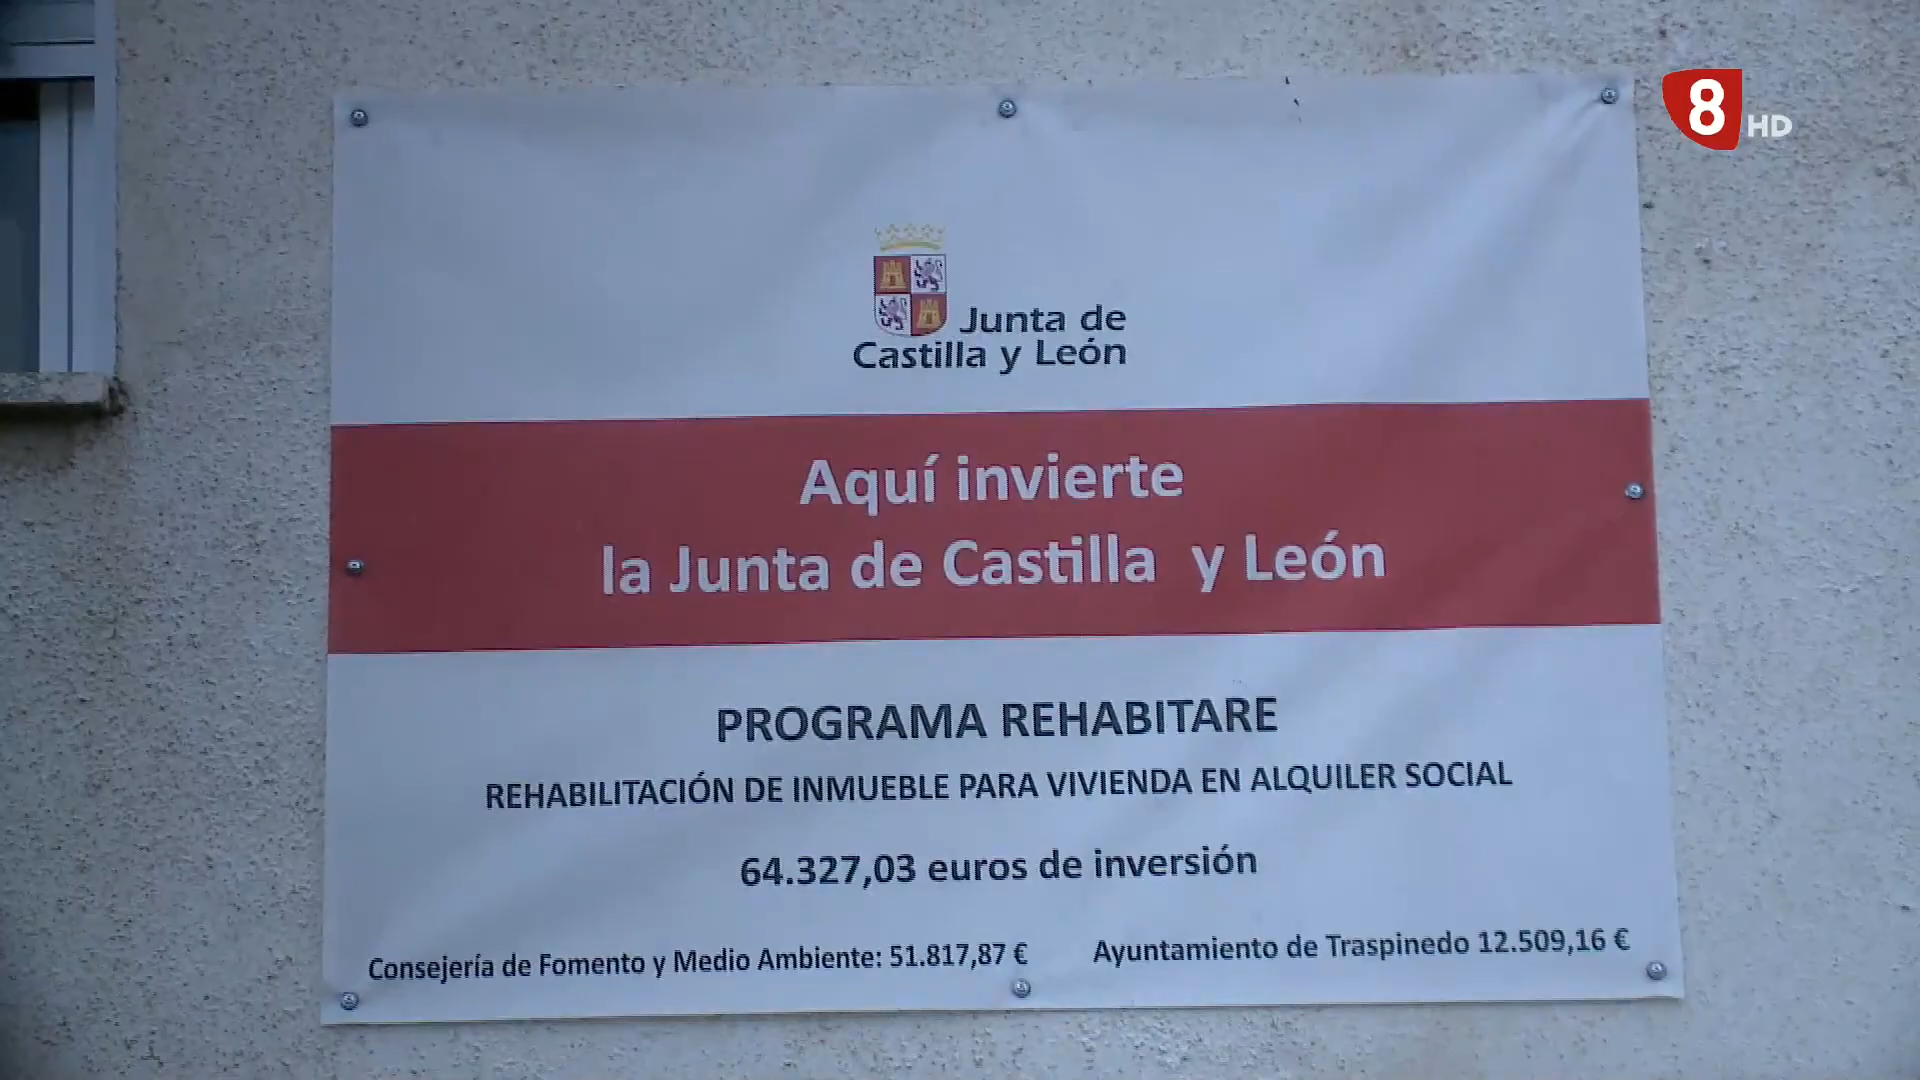 8 HD
Junta de
Castilla y León
Aquí invierte
la Junta de Castilla y León
PROGRAMA REHABITARE
REHABILITACIÓN DE INMUEBLE PARA VIVIENDA EN ALQUILER SOCIAL
64.327,03 euros de inversión
Consejería de Fomento y Medio Ambiente: 51.817,87 € Ayuntamiento de Traspinedo 12.509,16 €